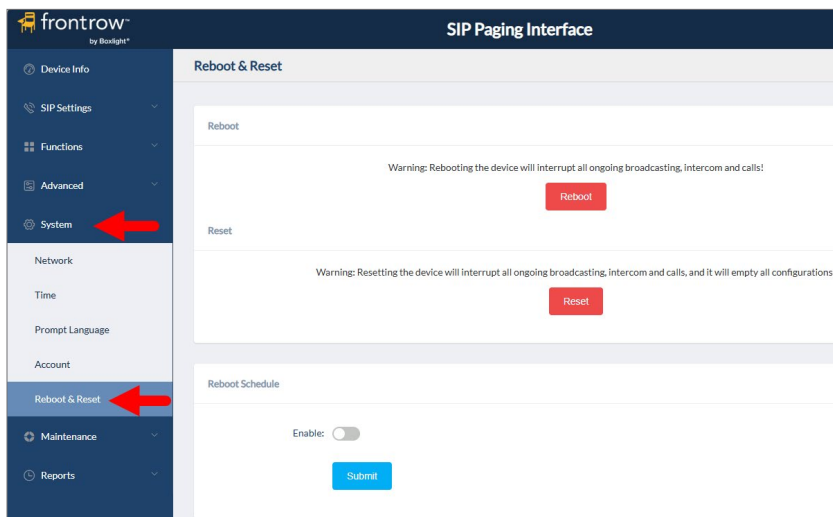 frontrow™
by Boxlight®
SIP Paging Interface
Device Info
Reboot & Reset
SIP Settings
Reboot
Functions
Warning: Rebooting the device will interrupt all ongoing broadcasting, intercom and calls!
Advanced
Reboot
System
Reset
Network
Warning: Resetting the device will interrupt all ongoing broadcasting, intercom and calls, and it will empty all configurations
Time
Reset
Prompt Language
Account
Reboot Schedule
Reboot & Reset
Maintenance
Enable:
Reports
Submit